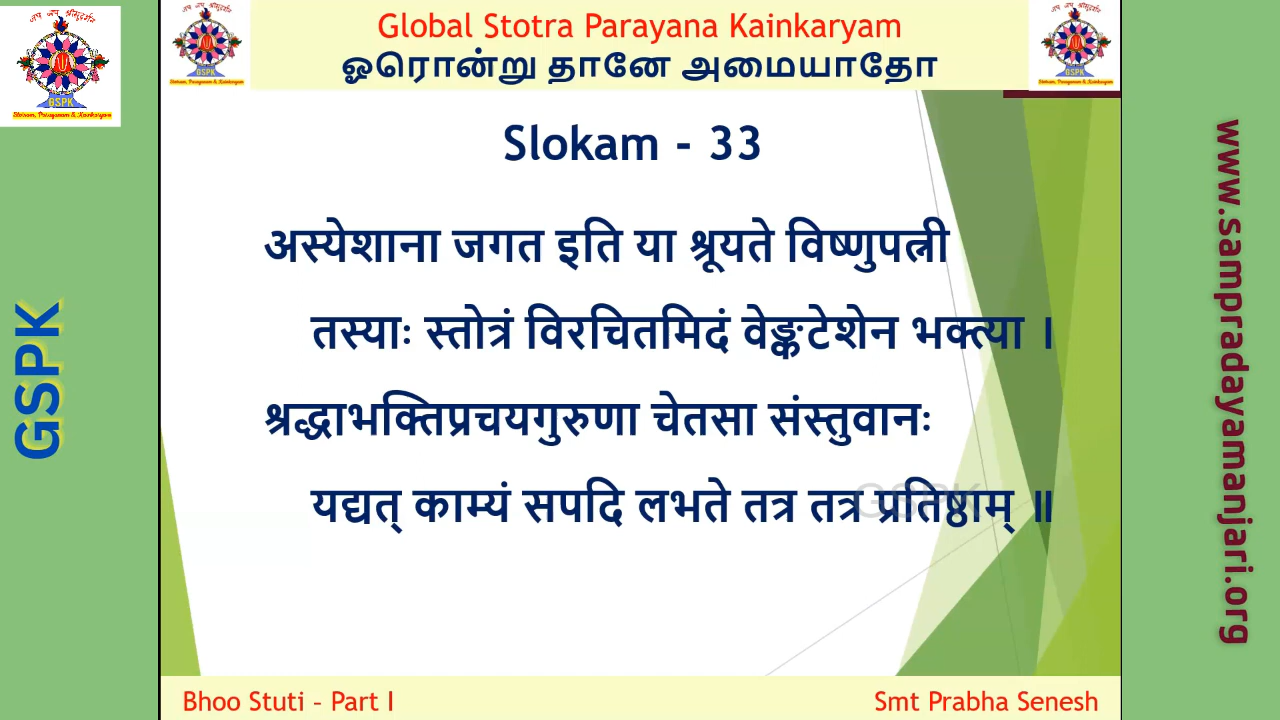 Global Stotra Parayana Kainkaryam
ஓரொன்று தானே அமையாதோ
Slokam - 33
अस्येशाना जगत इति या श्रूयते विष्णुपत्नी
तस्याः स्तोत्रं विरचितमिदं वेङ्कटेशेन भक्त्या ।
श्रद्धाभक्तिप्रचयगुरुणा चेतसा संस्तुवानः
यद्यत् काम्यं सपदि लभते तत्र तत्र प्रतिष्ठाम् ॥
GSPK
Bhoo Stuti – Part I
Smt Prabha Senesh
GSPK
www.sampradayamanjari.org